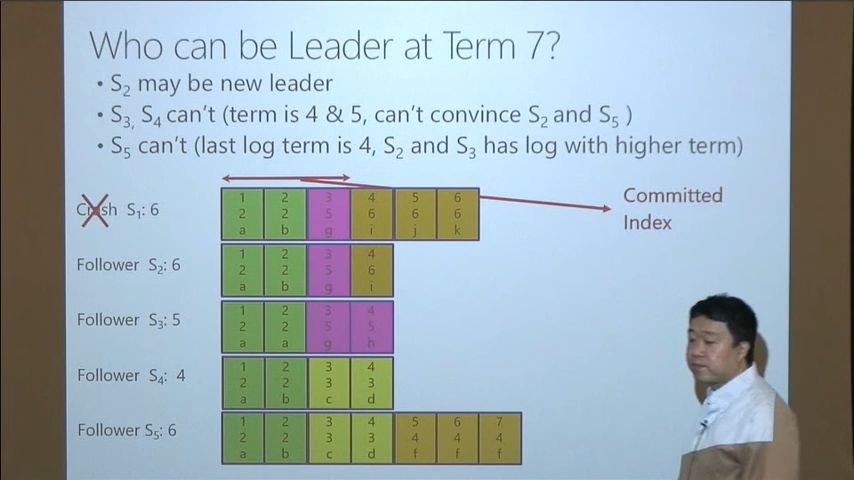 Who can be Leader at Term 7?
• S2 may be new leader
• S3, S4 can't (term is 4 & 5, can't convince S2 and S5 )
• S5 can't (last log term is 4, S2 and S3 has log with higher term)
Committed
Index
Crash S1: 6
1 2 3 4 5 6
2 2 5 6 6 6
a b g i j k
Follower S2: 6
1 2 3 4
2 2 5 6
a b g i
Follower S3: 5
1 2 3 4
2 2 5 5
a a g h
Follower S4: 4
1 2 3 4
2 2 3 3
a b c d
Follower S5: 6
1 2 3 4 5 6 7
2 2 3 3 4 4 4
a b c d f f f